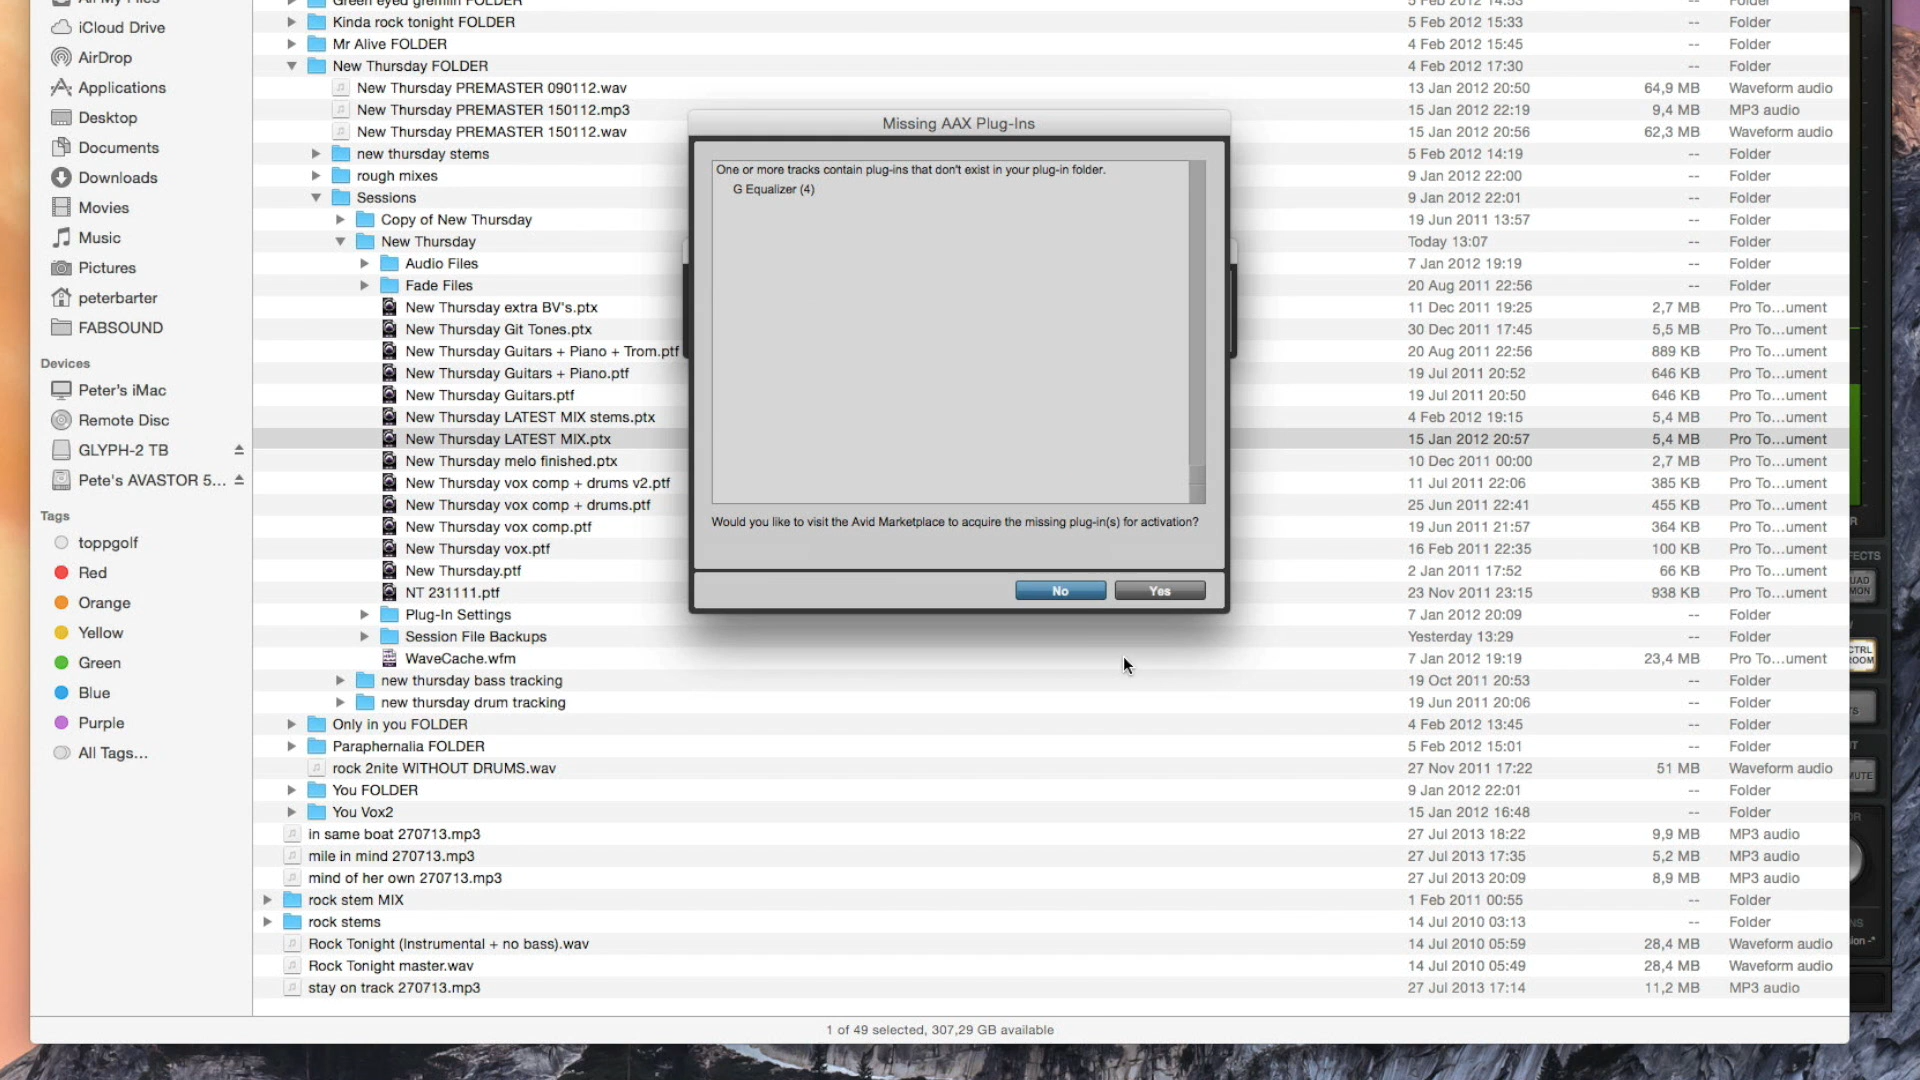 All My Files
iCloud Drive
AirDrop
Applications
Desktop
Documents
Downloads
Movies
Music
Pictures
peterbarter
FABSOUND
Devices
Peter's iMac
Remote Disc
GLYPH-2 TB
Pete's AVASTOR 5...
Tags
toppgolf
Red
Orange
Yellow
Green
Blue
Purple
All Tags...
Green eyed gremlin FOLDER 5 Feb 2012 14:53 -- Folder
Kinda rock tonight FOLDER 5 Feb 2012 15:33 -- Folder
Mr Alive FOLDER 4 Feb 2012 15:45 -- Folder
New Thursday FOLDER 4 Feb 2012 17:30 -- Folder
New Thursday PREMASTER 090112.wav 13 Jan 2012 20:50 64,9 MB Waveform audio
New Thursday PREMASTER 150112.mp3 15 Jan 2012 22:19 9,4 MB MP3 audio
New Thursday PREMASTER 150112.wav 15 Jan 2012 20:56 62,3 MB Waveform audio
new thursday stems 5 Feb 2012 14:19 -- Folder
rough mixes 9 Jan 2012 22:00 -- Folder
Sessions 9 Jan 2012 22:01 -- Folder
Copy of New Thursday 19 Jun 2011 13:57 -- Folder
New Thursday Today 13:07 -- Folder
Audio Files 7 Jan 2012 19:19 -- Folder
Fade Files 20 Aug 2011 22:56 -- Folder
New Thursday extra BV's.ptx 11 Dec 2011 19:25 2,7 MB Pro To...ument
New Thursday Git Tones.ptx 30 Dec 2011 17:45 5,5 MB Pro To...ument
New Thursday Guitars + Piano + Trom.ptf 20 Aug 2011 22:56 889 KB Pro To...ument
New Thursday Guitars + Piano.ptf 19 Jul 2011 20:52 646 KB Pro To...ument
New Thursday Guitars.ptf 19 Jul 2011 20:50 646 KB Pro To...ument
New Thursday LATEST MIX stems.ptx 4 Feb 2012 19:15 5,4 MB Pro To...ument
New Thursday LATEST MIX.ptx 15 Jan 2012 20:57 5,4 MB Pro To...ument
New Thursday melo finished.ptx 10 Dec 2011 00:00 2,7 MB Pro To...ument
New Thursday vox comp + drums v2.ptf 11 Jul 2011 22:06 385 KB Pro To...ument
New Thursday vox comp + drums.ptf 25 Jun 2011 22:41 455 KB Pro To...ument
New Thursday vox comp.ptf 19 Jun 2011 21:57 364 KB Pro To...ument
New Thursday vox.ptf 16 Feb 2011 22:35 100 KB Pro To...ument
New Thursday.ptf 2 Jan 2011 17:52 66 KB Pro To...ument
NT 231111.ptf 23 Nov 2011 23:15 938 KB Pro To...ument
Plug-In Settings 7 Jan 2012 20:09 -- Folder
Session File Backups Yesterday 13:29 -- Folder
WaveCache.wfm 7 Jan 2012 19:19 23,4 MB Pro To...ument
new thursday bass tracking 19 Oct 2011 20:53 -- Folder
new thursday drum tracking 19 Jun 2011 20:06 -- Folder
Only in you FOLDER 4 Feb 2012 13:45 -- Folder
Paraphernalia FOLDER 5 Feb 2012 15:01 -- Folder
rock 2nite WITHOUT DRUMS.wav 27 Nov 2011 17:22 51 MB Waveform audio
You FOLDER 9 Jan 2012 22:01 -- Folder
You Vox2 15 Jan 2012 16:48 -- Folder
in same boat 270713.mp3 27 Jul 2013 18:22 9,9 MB MP3 audio
mile in mind 270713.mp3 27 Jul 2013 17:35 5,2 MB MP3 audio
mind of her own 270713.mp3 27 Jul 2013 20:09 8,9 MB MP3 audio
rock stem MIX 1 Feb 2011 00:55 -- Folder
rock stems 14 Jul 2010 03:13 -- Folder
Rock Tonight (Instrumental + no bass).wav 14 Jul 2010 05:59 28,4 MB Waveform audio
Rock Tonight master.wav 14 Jul 2010 05:49 28,4 MB Waveform audio
stay on track 270713.mp3 27 Jul 2013 17:14 11,2 MB MP3 audio
1 of 49 selected, 307,29 GB available
Missing AAX Plug-Ins
One or more tracks contain plug-ins that don't exist in your plug-in folder.
G Equalizer (4)
Would you like to visit the Avid Marketplace to acquire the missing plug-in(s) for activation?
No Yes